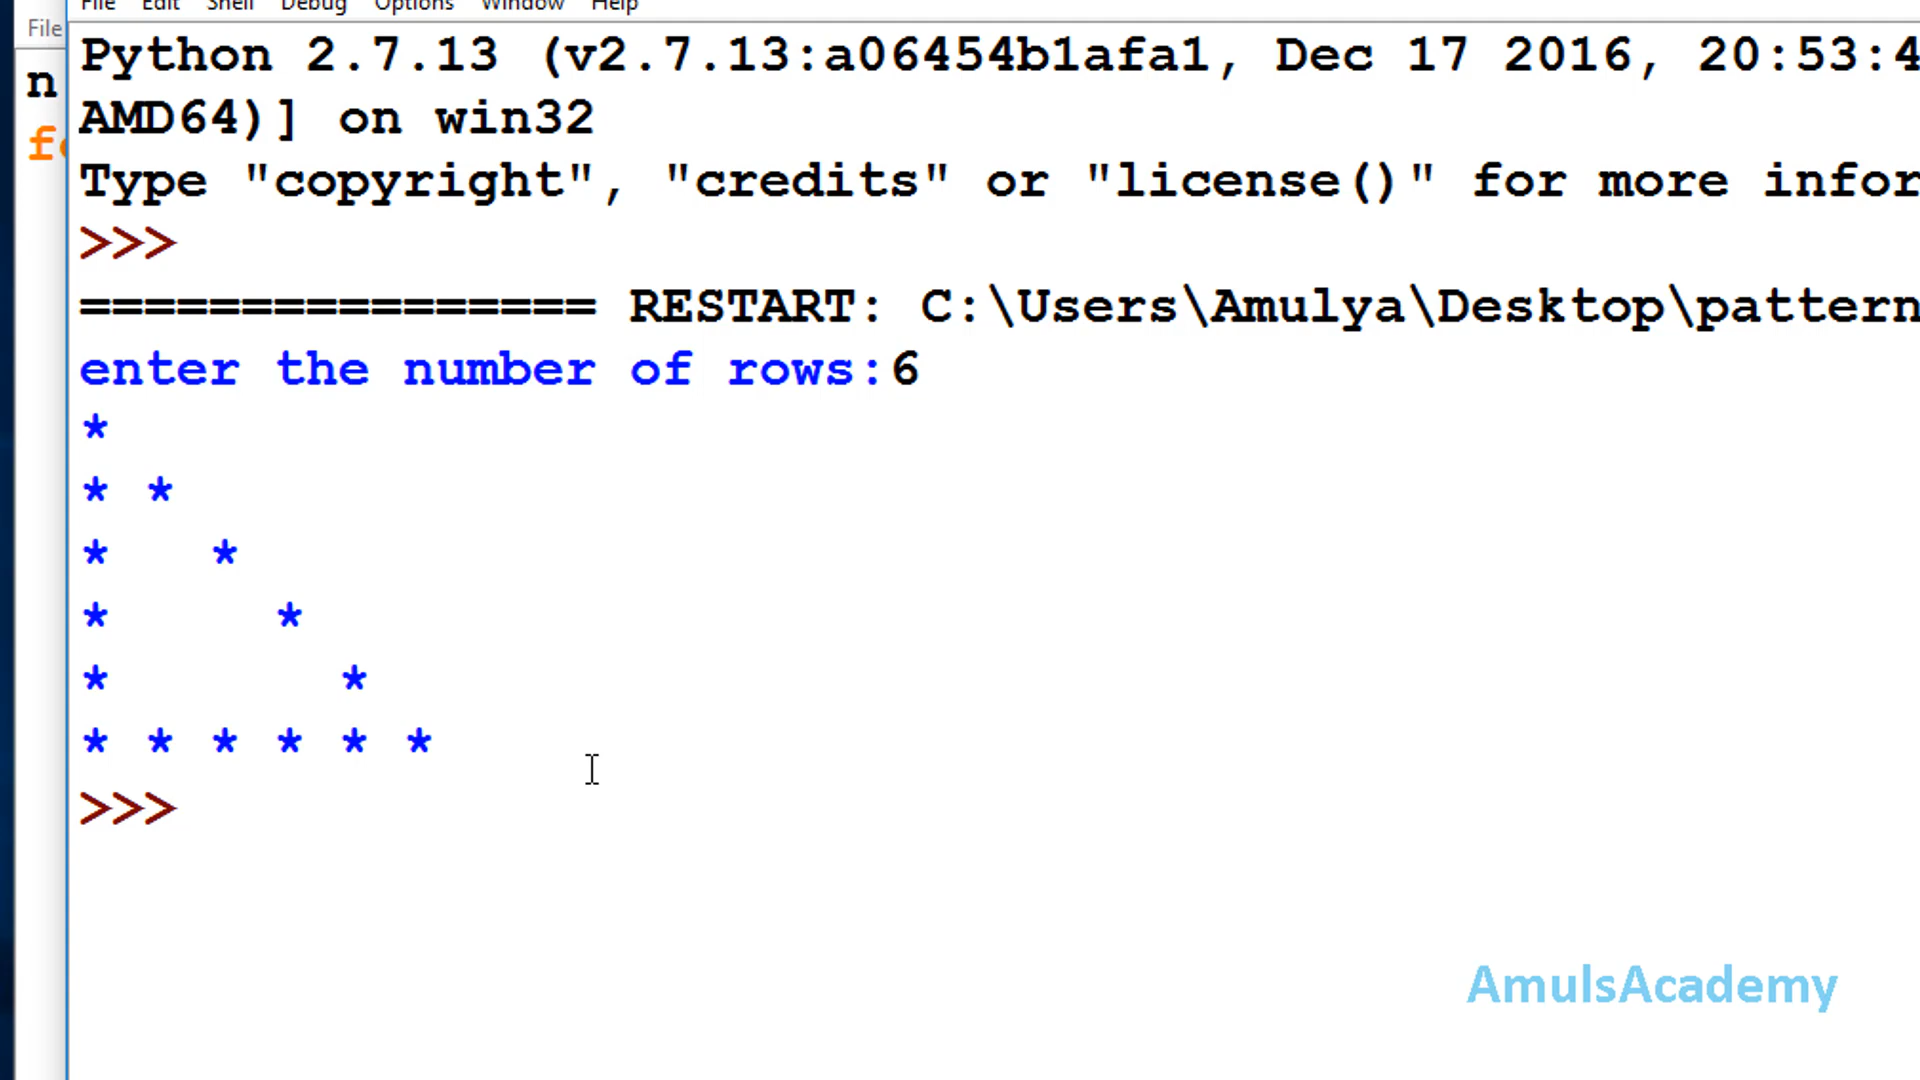 File Edit Shell Debug Options Window Help
File
Python 2.7.13 (v2.7.13:a06454b1afa1, Dec 17 2016, 20:53:4
n
AMD64)] on win32
Type "copyright", "credits" or "license()" for more infor
>>>
================ RESTART: C:\Users\Amulya\Desktop\pattern
enter the number of rows:6
*
* *
*   *
*     *
*       *
* * * * * *
>>>
AmulsAcademy